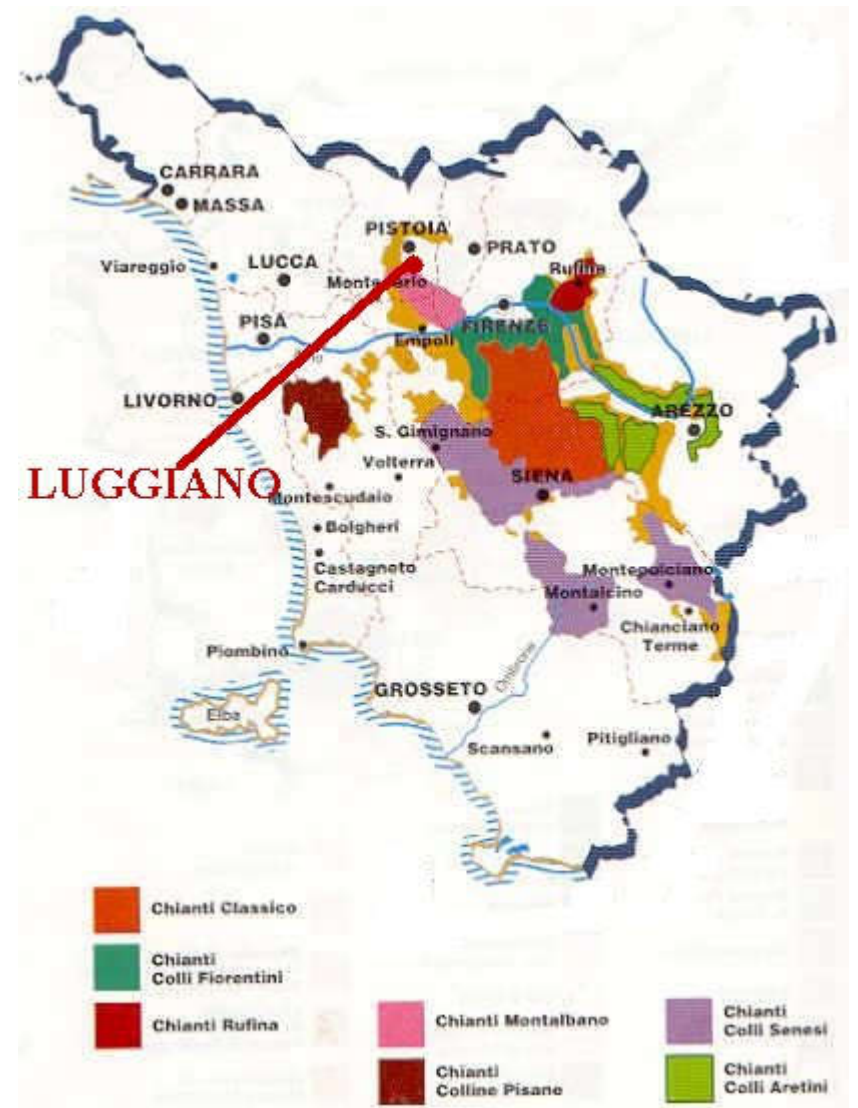 CARRARA
MASSA
PISTOIA
PRATO
Viareggio
LUCCA
Rufina
PISA
FIRENZE
Empoli
LIVORNO
AREZZO
S. Gimignano
Volterra
SIENA
LUGGIANO
Montescudaio
Bolgheri
Castagneto
Carducci
Montepolciano
Montalcino
Chianciano
Terme
Piombino
Ombrone
GROSSETO
Elba
Scansano
Pitigliano
Chianti Classico
Chianti
Colli Fiorentini
Chianti Rufina
Chianti Montalbano
Chianti
Colline Pisane
Chianti
Colli Senesi
Chianti
Colli Aretini